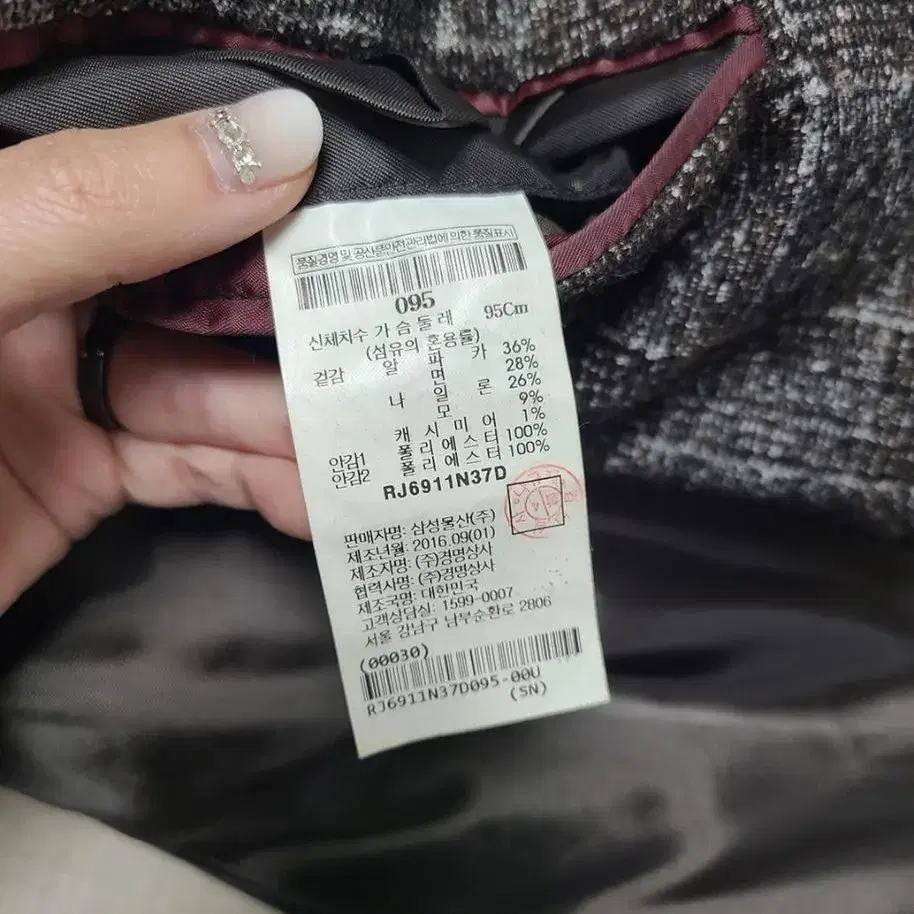 품질경영 및 공산품안전관리법에 의한 품질표시
095
신체치수 가슴둘레 95Cm
(섬유의 혼용률)
겉감 알파카 36%
면 28%
나일론 26%
모 9%
캐시미어 1%
안감1 폴리에스터 100%
안감2 폴리에스터 100%
RJ6911N37D
판매자명: 삼성물산(주)
제조년월: 2016.09(01)
제조자명: (주)경명상사
협력사명: (주)경명상사
제조국명: 대한민국
고객상담실: 1599-0007
서울 강남구 남부순환로 2806
(00030)
RJ6911N37D095-00U
(SN)